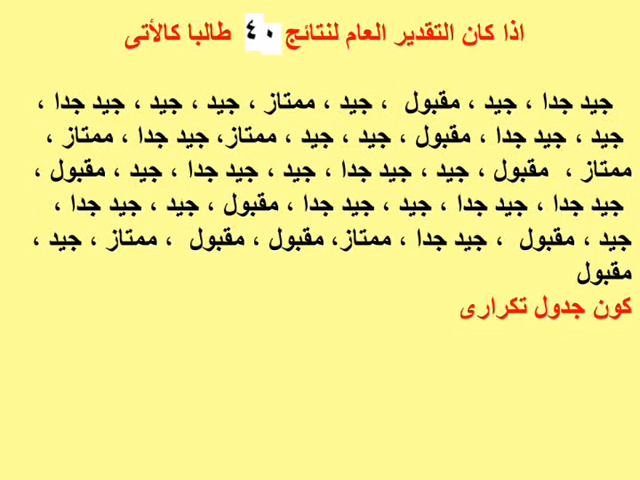 اذا كان التقدير العام لنتائج ٤٠ طالبا كالأتى
جيد جدا ، جيد ، مقبول ، جيد ، ممتاز ، جيد ، جيد ، جيد جدا ،
جيد ، جيد جدا ، مقبول ، جيد ، جيد ، ممتاز، جيد جدا ، ممتاز ،
ممتاز ، مقبول ، جيد ، جيد جدا ، جيد ، جيد جدا ، جيد ، مقبول ،
جيد جدا ، جيد جدا ، جيد ، جيد جدا ، مقبول ، جيد ، جيد جدا ،
جيد ، مقبول ، جيد جدا ، ممتاز، مقبول ، مقبول ، ممتاز ، جيد ،
مقبول
كون جدول تكرارى